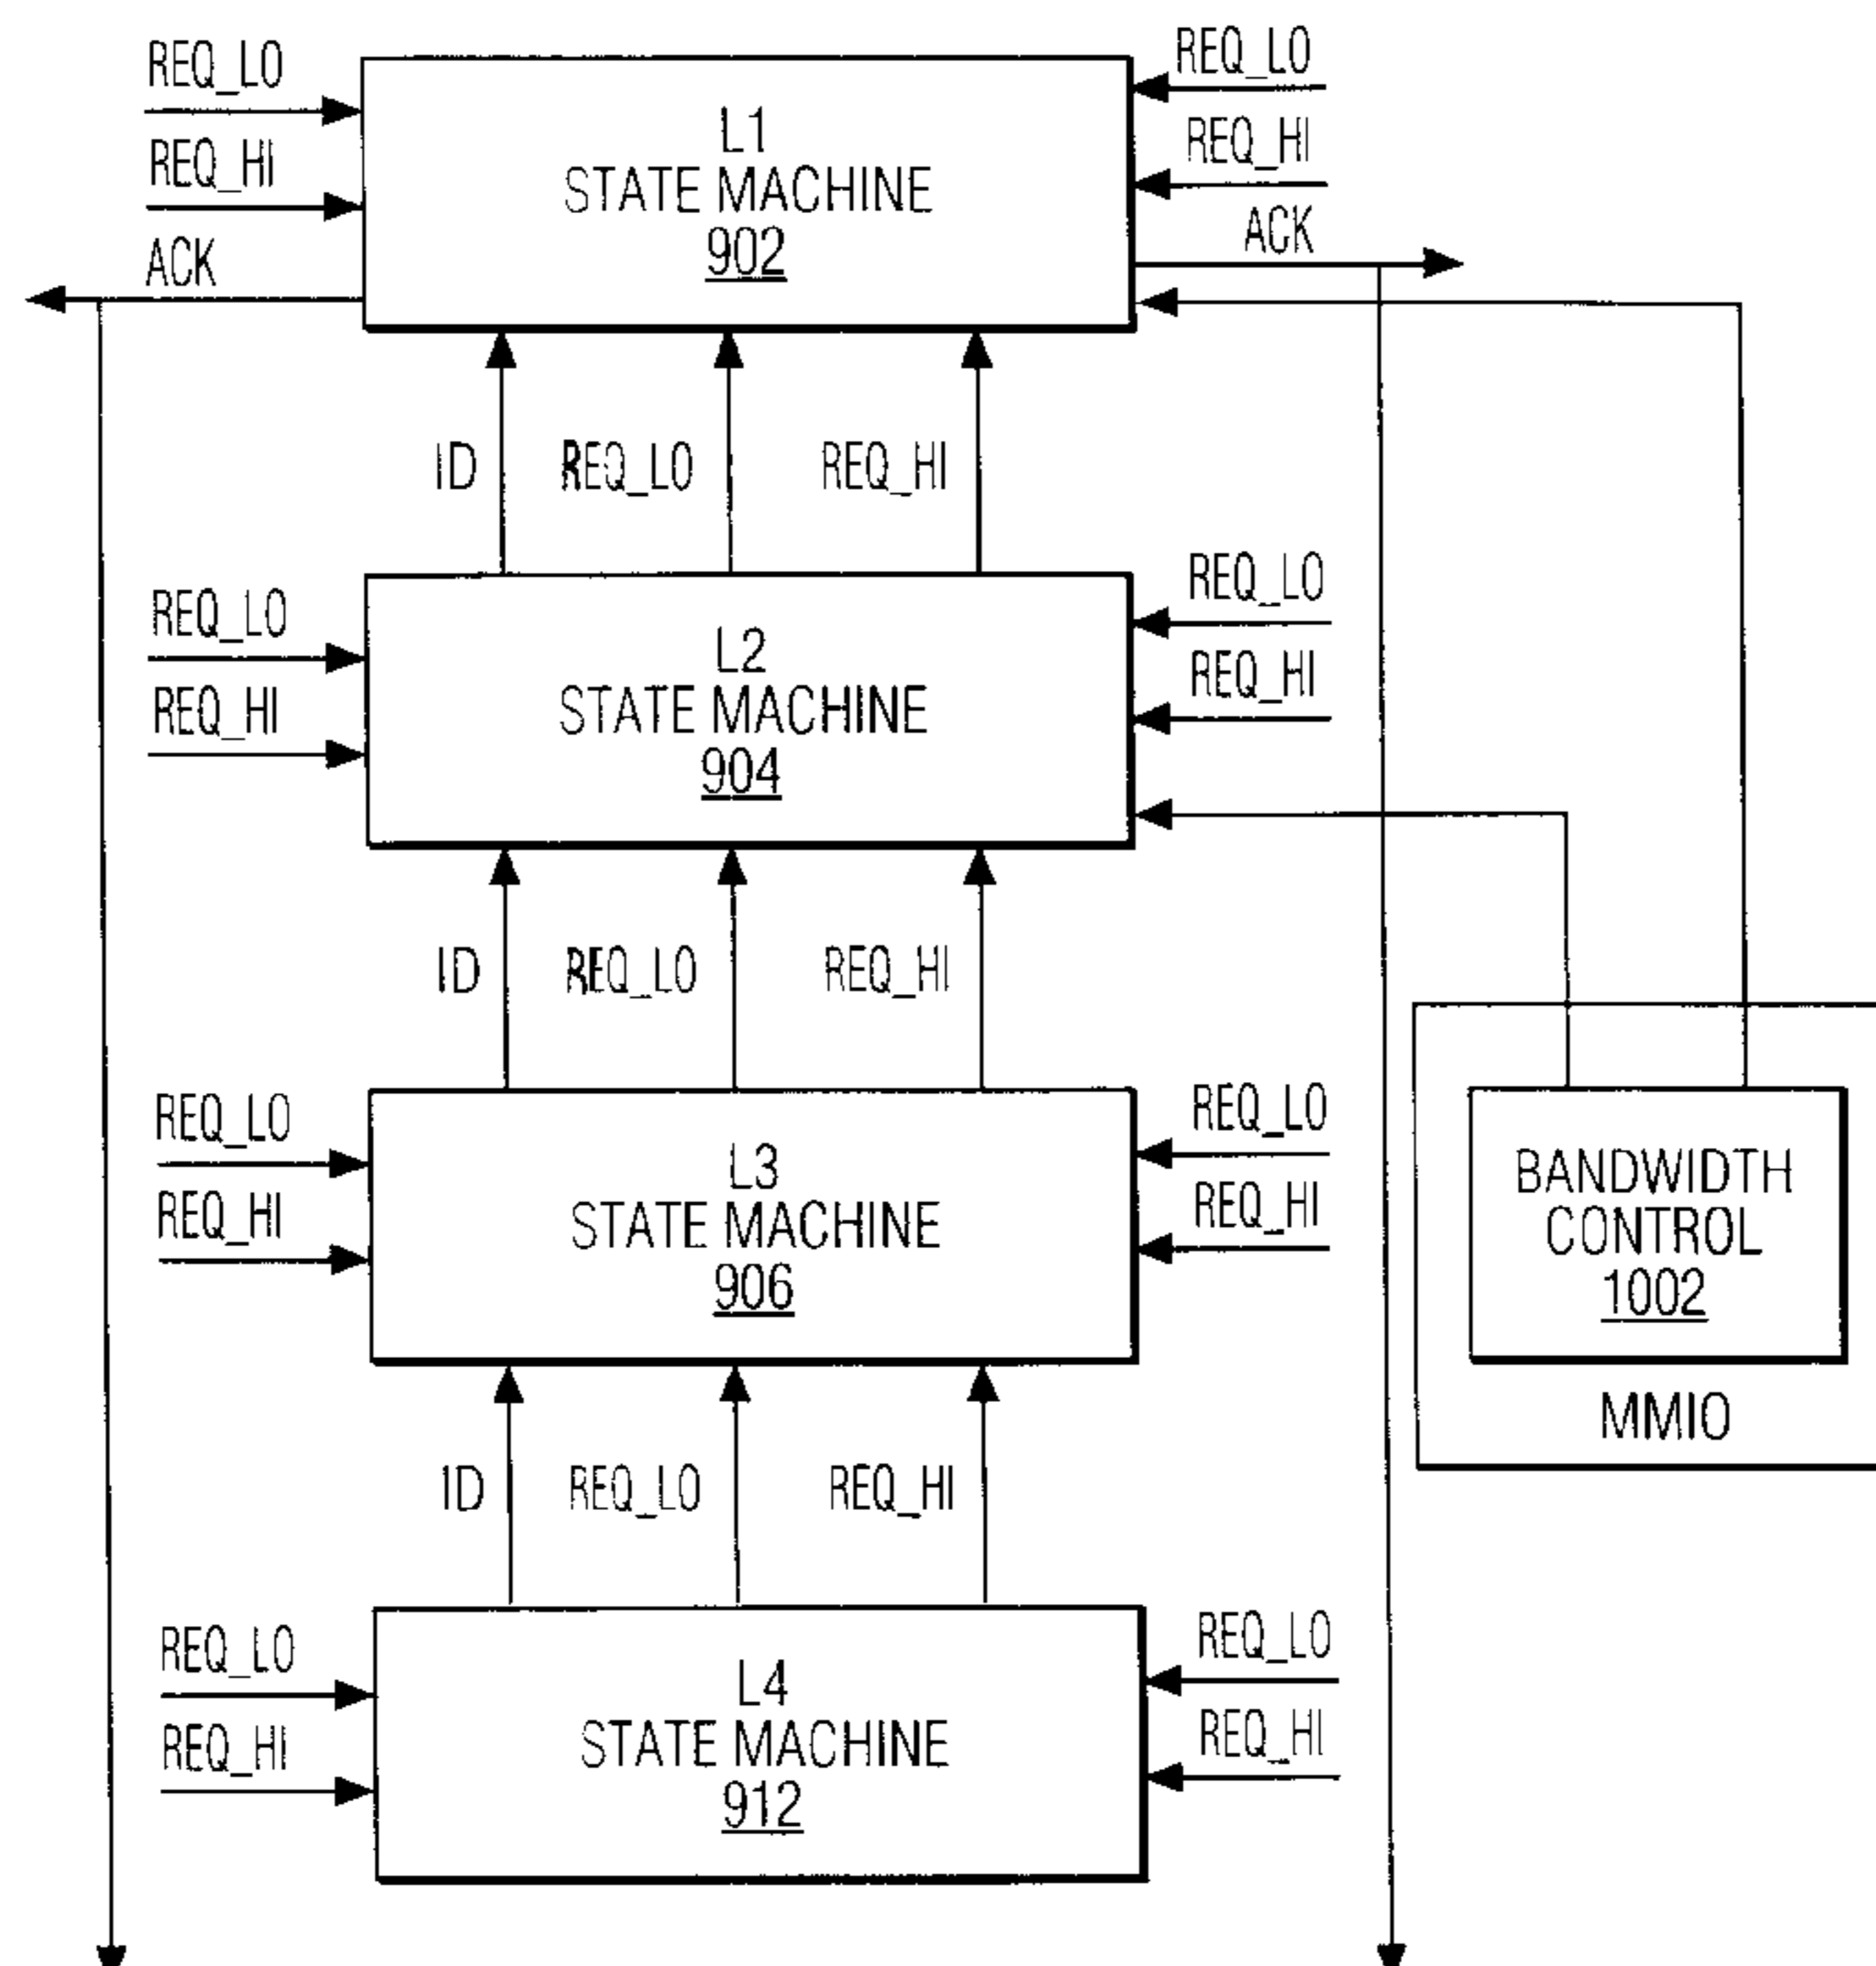 REQ_LO
REQ_HI
ACK
L1
STATE MACHINE
902
REQ_LO
REQ_HI
ACK
ID
REQ_LO
REQ_HI
REQ_LO
REQ_HI
L2
STATE MACHINE
904
REQ_LO
REQ_HI
ID
REQ_LO
REQ_HI
REQ_LO
REQ_HI
L3
STATE MACHINE
906
REQ_LO
REQ_HI
BANDWIDTH
CONTROL
1002
MMIO
ID
REQ_LO
REQ_HI
REQ_LO
REQ_HI
L4
STATE MACHINE
912
REQ_LO
REQ_HI